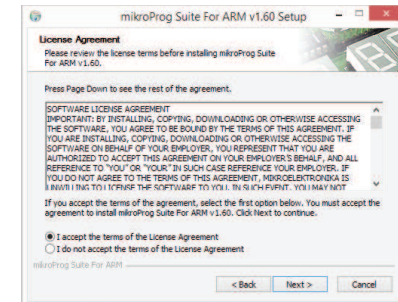 mikroProg Suite For ARM v1.60 Setup
License Agreement
Please review the license terms before installing mikroProg Suite
For ARM v1.60.
Press Page Down to see the rest of the agreement.
SOFTWARE LICENSE AGREEMENT
IMPORTANT: BY INSTALLING, COPYING, DOWNLOADING OR OTHERWISE ACCESSING
THE SOFTWARE, YOU AGREE TO BE BOUND BY THE TERMS OF THIS AGREEMENT. IF
YOU ARE INSTALLING, COPYING, DOWNLOADING OR OTHERWISE ACCESSING THE
SOFTWARE ON BEHALF OF YOUR EMPLOYER, YOU REPRESENT THAT YOU ARE
AUTHORIZED TO ACCEPT THIS AGREEMENT ON YOUR EMPLOYER'S BEHALF, AND ALL
REFERENCE TO "YOU" OR "YOUR" IN SUCH CASE REFERENCE YOUR EMPLOYER. IF
YOU DO NOT AGREE TO THE TERMS OF THIS AGREEMENT, MIKROELEKTRONIKA IS
UNWILLING TO LICENSE THE SOFTWARE TO YOU. IN SUCH EVENT, YOU MAY NOT
If you accept the terms of the agreement, select the first option below. You must accept the
agreement to install mikroProg Suite For ARM v1.60. Click Next to continue.
I accept the terms of the License Agreement
I do not accept the terms of the License Agreement
mikroProg Suite For ARM
< Back Next > Cancel